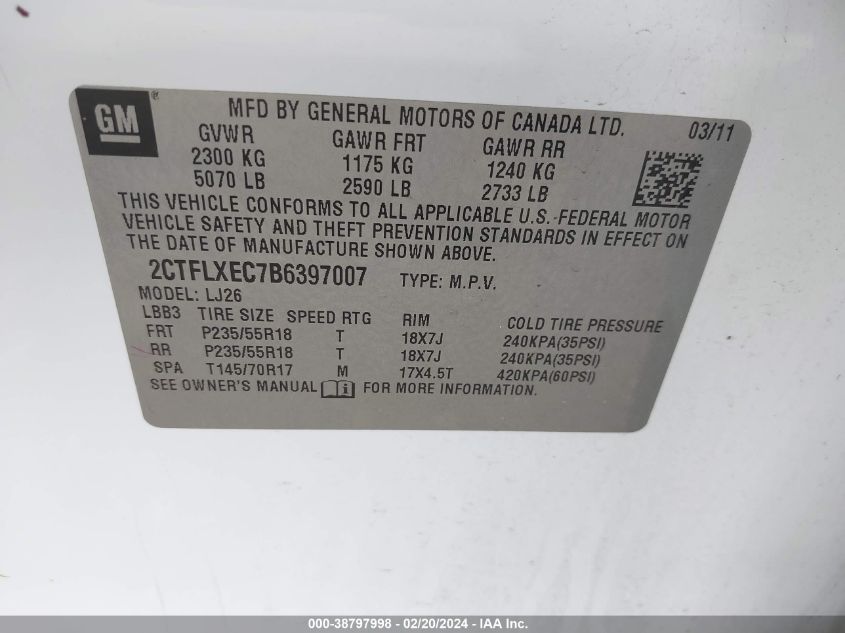 GM ®
MFD BY GENERAL MOTORS OF CANADA LTD. 03/11
GVWR GAWR FRT GAWR RR
2300 KG 1175 KG 1240 KG
5070 LB 2590 LB 2733 LB
THIS VEHICLE CONFORMS TO ALL APPLICABLE U.S.-FEDERAL MOTOR
VEHICLE SAFETY AND THEFT PREVENTION STANDARDS IN EFFECT ON
THE DATE OF MANUFACTURE SHOWN ABOVE.
2CTFLXEC7B6397007 TYPE: M.P.V.
MODEL: LJ26
LBB3 TIRE SIZE SPEED RTG RIM COLD TIRE PRESSURE
FRT P235/55R18 T 18X7J 240KPA(35PSI)
RR P235/55R18 T 18X7J 240KPA(35PSI)
SPA T145/70R17 M 17X4.5T 420KPA(60PSI)
SEE OWNER'S MANUAL i FOR MORE INFORMATION.
000-38797998 - 02/20/2024 - IAA Inc.